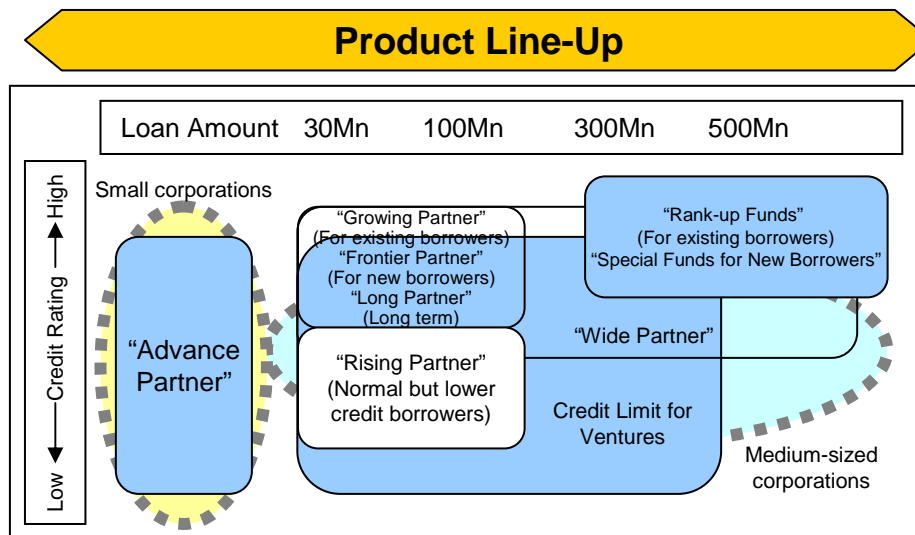 Product Line-Up
Loan Amount 30Mn 100Mn 300Mn 500Mn
Low Credit Rating High
Small corporations
“Advance
Partner”
“Growing Partner”
(For existing borrowers)
“Frontier Partner”
(For new borrowers)
“Long Partner”
(Long term)
“Rising Partner”
(Normal but lower
credit borrowers)
“Rank-up Funds”
(For existing borrowers)
“Special Funds for New Borrowers”
“Wide Partner”
Credit Limit for
Ventures
Medium-sized
corporations